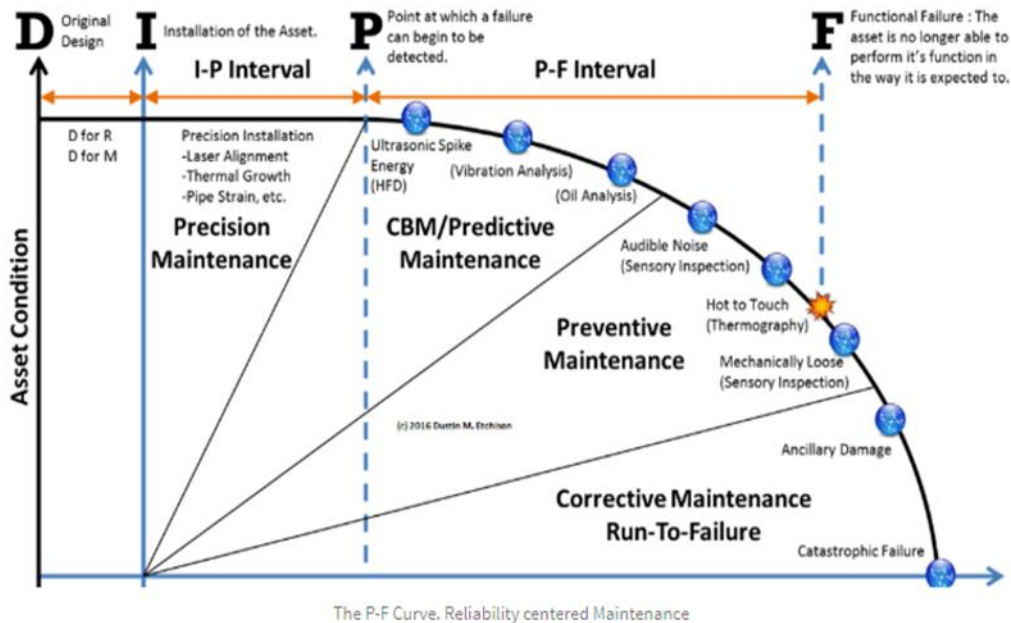 D Original
Design
I Installation of the Asset.
P Point at which a failure
can begin to be
detected.
F Functional Failure : The
asset is no longer able to
perform it's function in
the way it is expected to.
I-P Interval
P-F Interval
D for R
D for M
Precision Installation
-Laser Alignment
-Thermal Growth
-Pipe Strain, etc.
Precision
Maintenance
Ultrasonic Spike
Energy
(HFD)
(Vibration Analysis)
(Oil Analysis)
CBM/Predictive
Maintenance
Audible Noise
(Sensory Inspection)
Hot to Touch
(Thermography)
Preventive
Maintenance
Mechanically Loose
(Sensory Inspection)
(c) 2016 Dustin M. Etchison
Ancillary Damage
Corrective Maintenance
Run-To-Failure
Catastrophic Failure
Asset Condition
The P-F Curve. Reliability centered Maintenance